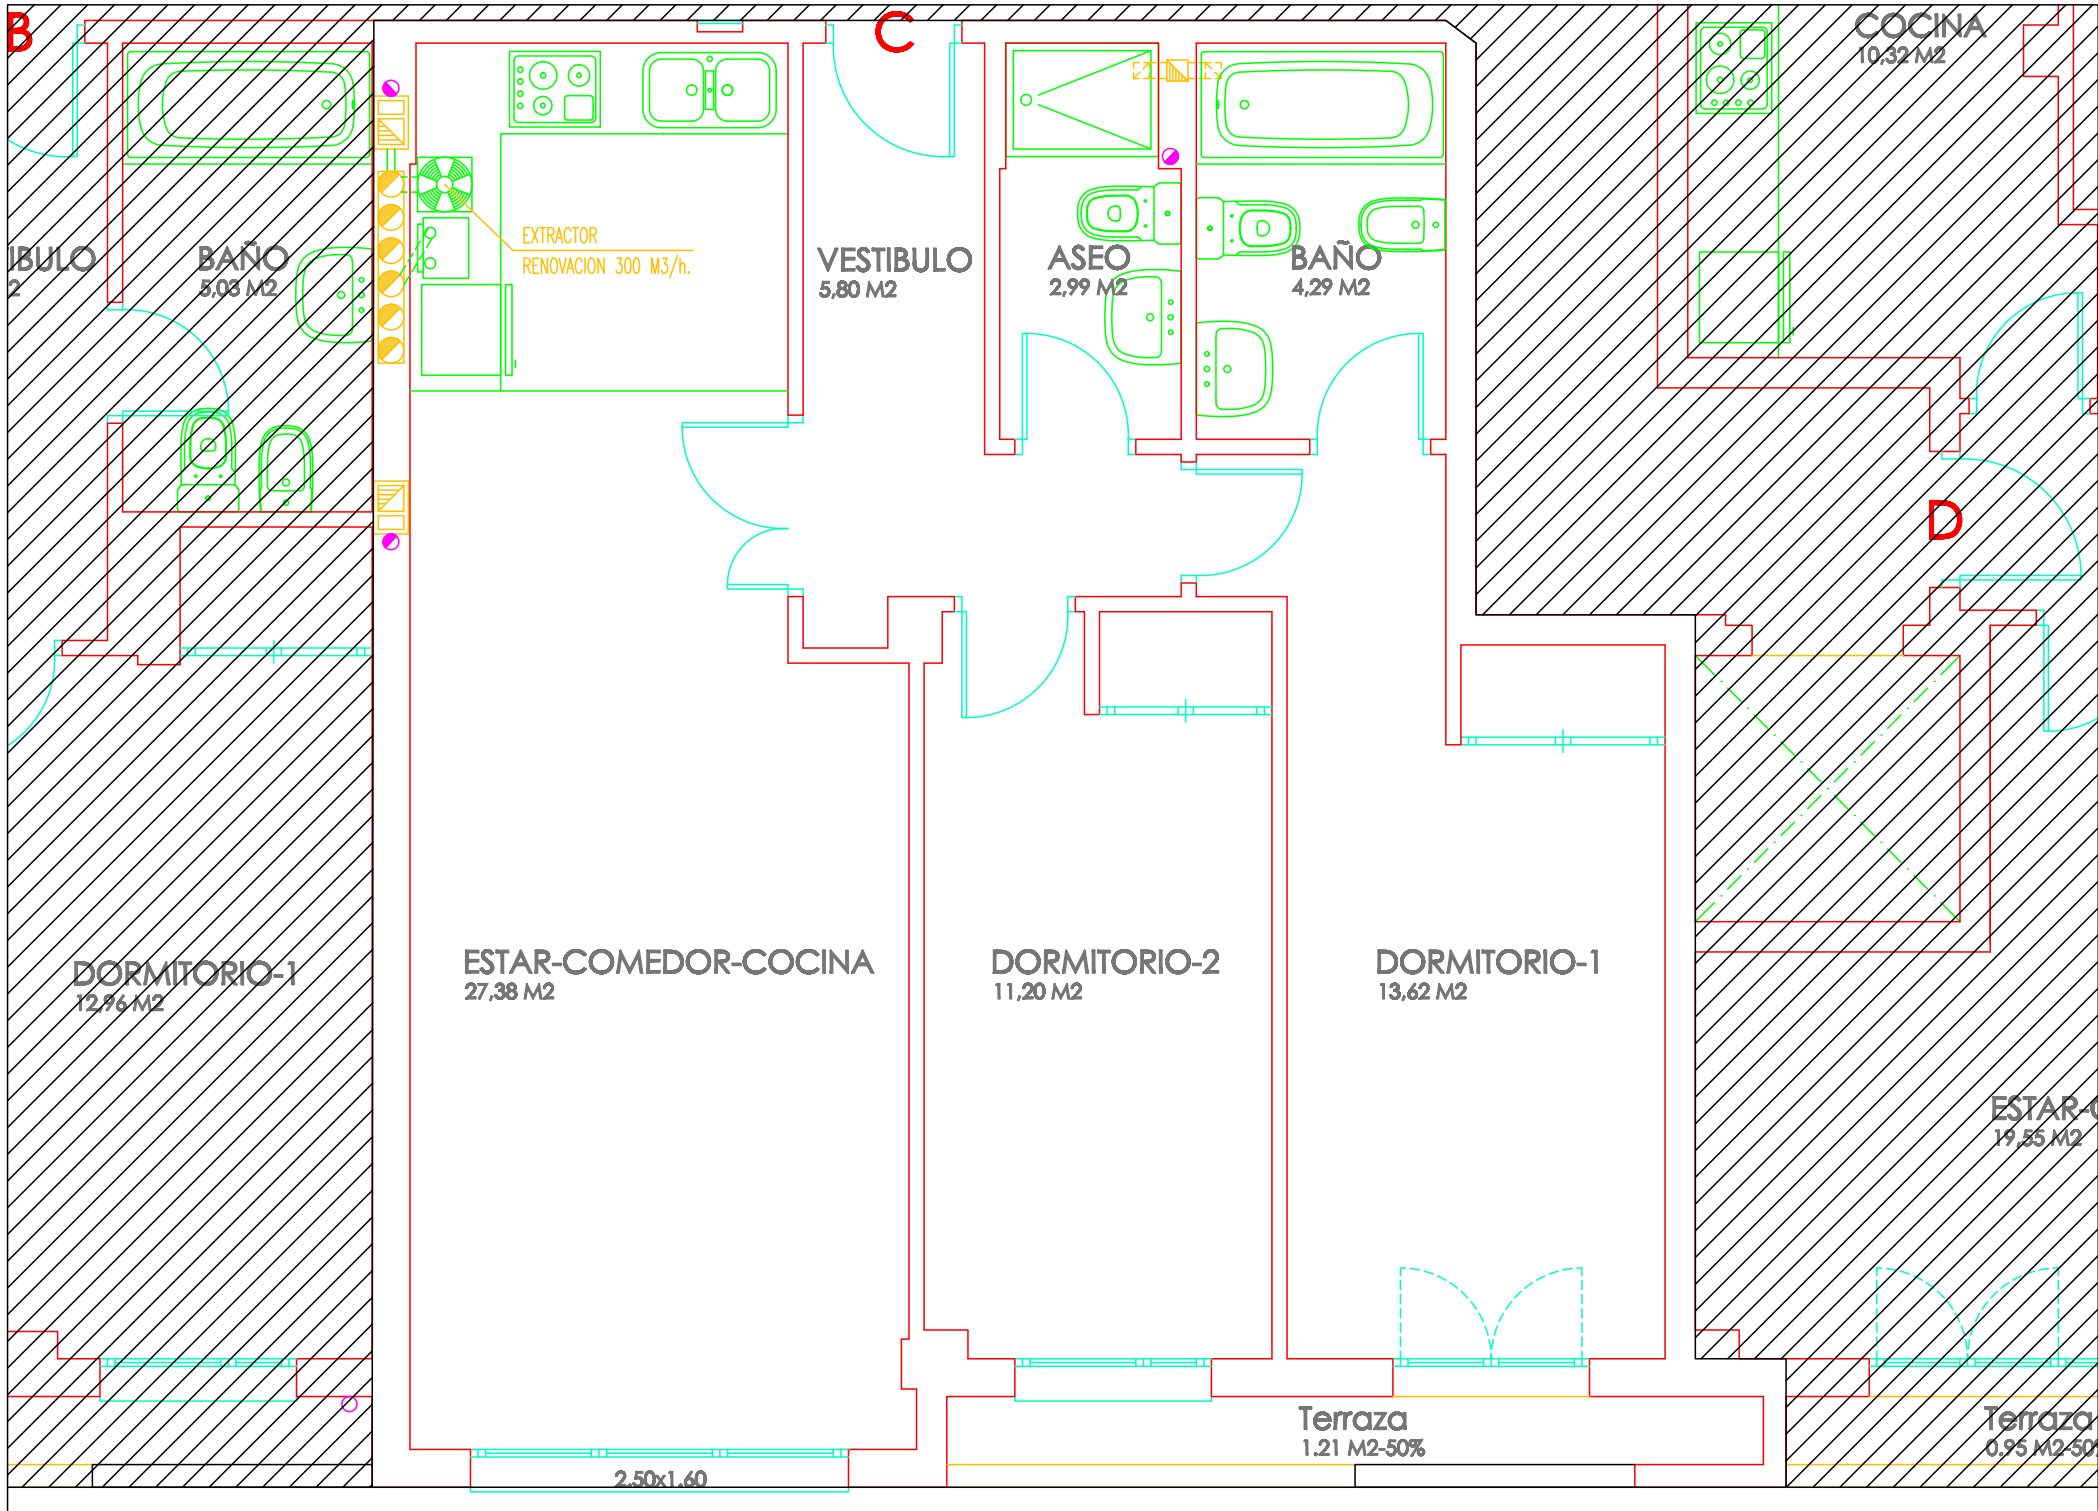 B
C
COCINA
10,32 M2
EXTRACTOR
RENOVACION 300 M3/h.
IBULO
2
BAÑO
5,03 M2
VESTIBULO
5,80 M2
ASEO
2,99 M2
BAÑO
4,29 M2
D
DORMITORIO-1
12,96 M2
ESTAR-COMEDOR-COCINA
27,38 M2
DORMITORIO-2
11,20 M2
DORMITORIO-1
13,62 M2
ESTAR-C
19,55 M2
Terraza
1.21 M2-50%
Terraza
0.95 M2-50%
2.50x1.60